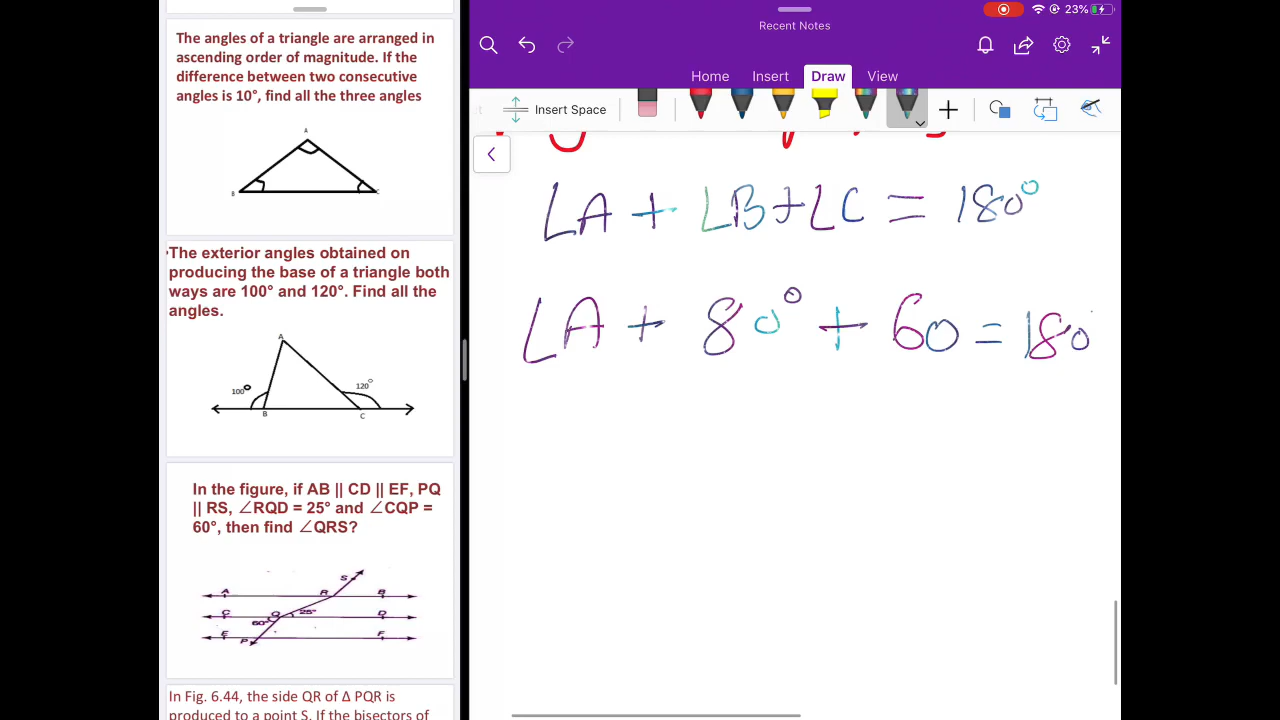 The angles of a triangle are arranged in
ascending order of magnitude. If the
difference between two consecutive
angles is 10°, find all the three angles
A
B
C
The exterior angles obtained on
producing the base of a triangle both
ways are 100° and 120°. Find all the
angles.
A
100°
120°
B
C
In the figure, if AB || CD || EF, PQ
|| RS, ∠RQD = 25° and ∠CQP =
60°, then find ∠QRS?
S
A
R
B
C
Q
25°
D
60°
E
P
F
In Fig. 6.44, the side QR of Δ PQR is
produced to a point S. If the bisectors of
23%
Recent Notes
Home Insert Draw View
Insert Space
∠A + ∠B + ∠C = 180°
∠A + 80° + 60 = 180